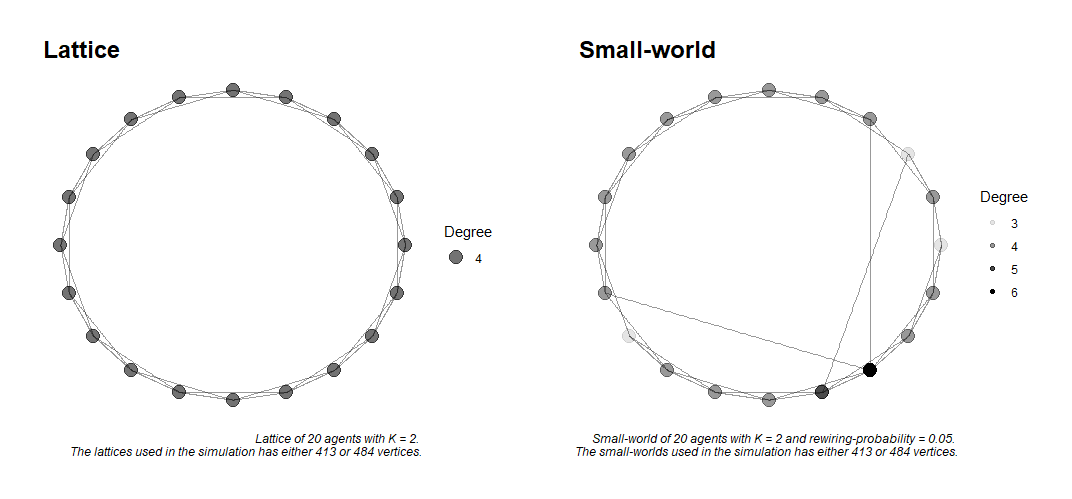 Lattice
Small-world
Degree
4
Degree
3
4
5
6
Lattice of 20 agents with K = 2.
The lattices used in the simulation has either 413 or 484 vertices.
Small-world of 20 agents with K = 2 and rewiring-probability = 0.05.
The small-worlds used in the simulation has either 413 or 484 vertices.